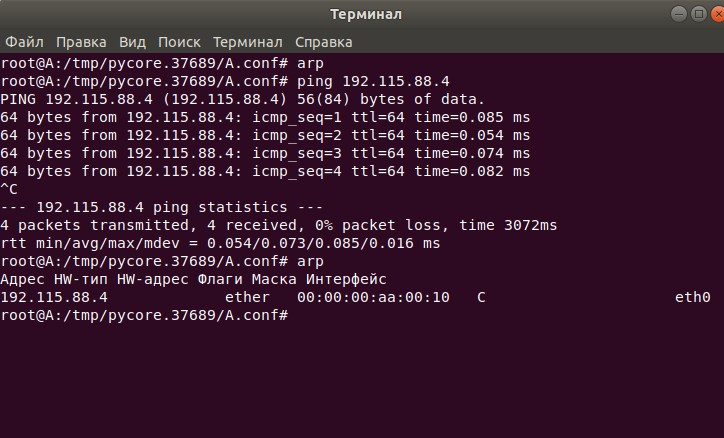 Терминал
Файл Правка Вид Поиск Терминал Справка
root@A:/tmp/pycore.37689/A.conf# arp
root@A:/tmp/pycore.37689/A.conf# ping 192.115.88.4
PING 192.115.88.4 (192.115.88.4) 56(84) bytes of data.
64 bytes from 192.115.88.4: icmp_seq=1 ttl=64 time=0.085 ms
64 bytes from 192.115.88.4: icmp_seq=2 ttl=64 time=0.054 ms
64 bytes from 192.115.88.4: icmp_seq=3 ttl=64 time=0.074 ms
64 bytes from 192.115.88.4: icmp_seq=4 ttl=64 time=0.082 ms
^C
--- 192.115.88.4 ping statistics ---
4 packets transmitted, 4 received, 0% packet loss, time 3072ms
rtt min/avg/max/mdev = 0.054/0.073/0.085/0.016 ms
root@A:/tmp/pycore.37689/A.conf# arp
Адрес HW-тип HW-адрес Флаги Маска Интерфейс
192.115.88.4             ether   00:00:00:aa:00:10   C                     eth0
root@A:/tmp/pycore.37689/A.conf#